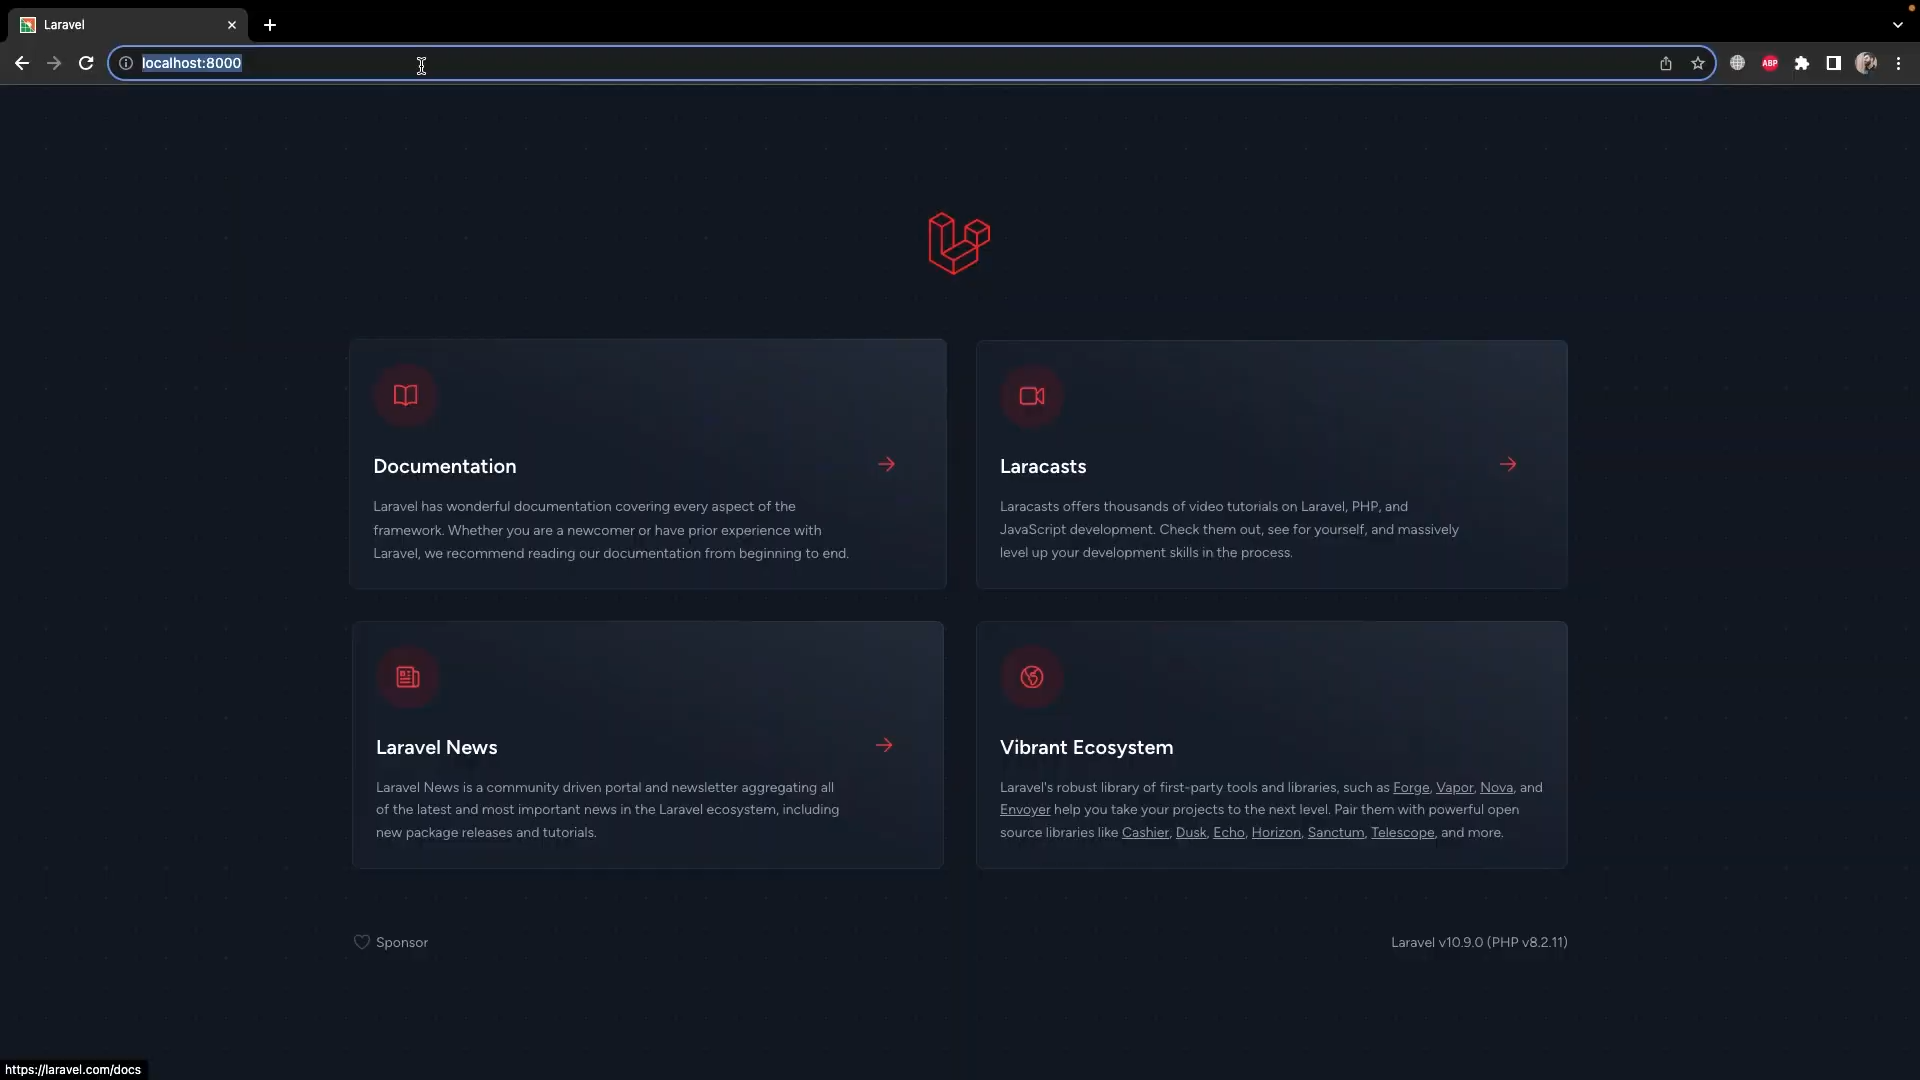 Laravel
localhost:8000
ABP
Documentation
Laravel has wonderful documentation covering every aspect of the
framework. Whether you are a newcomer or have prior experience with
Laravel, we recommend reading our documentation from beginning to end.
Laracasts
Laracasts offers thousands of video tutorials on Laravel, PHP, and
JavaScript development. Check them out, see for yourself, and massively
level up your development skills in the process.
Laravel News
Laravel News is a community driven portal and newsletter aggregating all
of the latest and most important news in the Laravel ecosystem, including
new package releases and tutorials.
Vibrant Ecosystem
Laravel's robust library of first-party tools and libraries, such as Forge, Vapor, Nova, and
Envoyer help you take your projects to the next level. Pair them with powerful open
source libraries like Cashier, Dusk, Echo, Horizon, Sanctum, Telescope, and more.
Sponsor
Laravel v10.9.0 (PHP v8.2.11)
https://laravel.com/docs